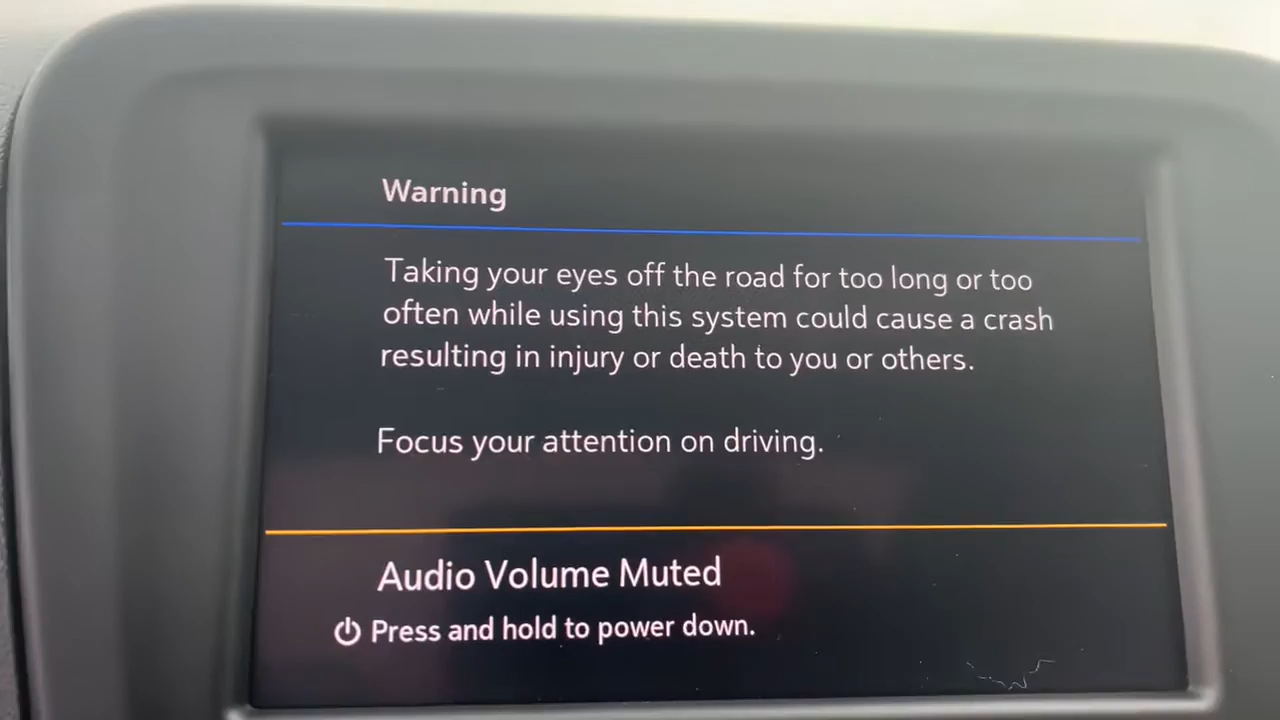 Warning
Taking your eyes off the road for too long or too
often while using this system could cause a crash
resulting in injury or death to you or others.
Focus your attention on driving.
Audio Volume Muted
Press and hold to power down.